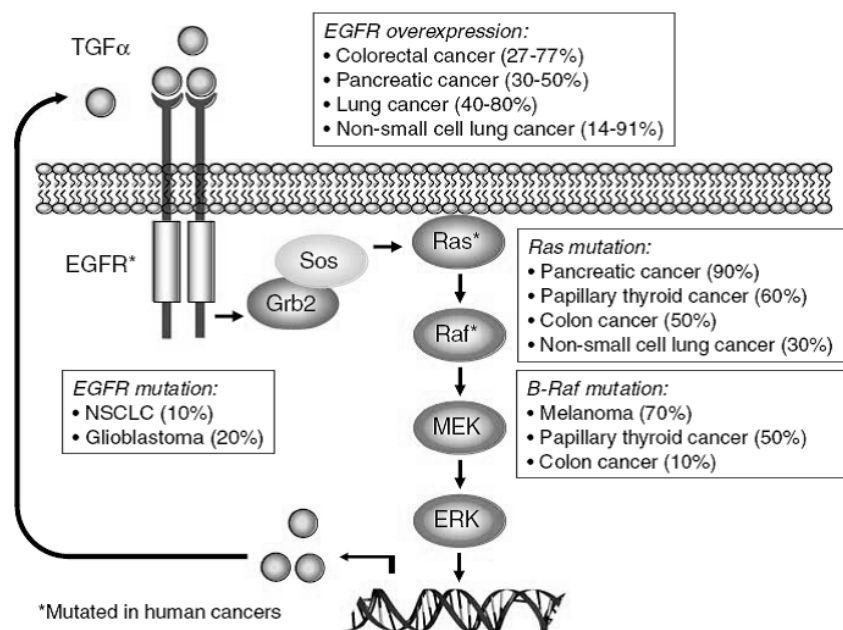 TGFα
EGFR overexpression:
• Colorectal cancer (27-77%)
• Pancreatic cancer (30-50%)
• Lung cancer (40-80%)
• Non-small cell lung cancer (14-91%)
EGFR*
Sos
Grb2
Ras*
Ras mutation:
• Pancreatic cancer (90%)
• Papillary thyroid cancer (60%)
• Colon cancer (50%)
• Non-small cell lung cancer (30%)
Raf*
EGFR mutation:
• NSCLC (10%)
• Glioblastoma (20%)
B-Raf mutation:
• Melanoma (70%)
• Papillary thyroid cancer (50%)
• Colon cancer (10%)
MEK
ERK
*Mutated in human cancers